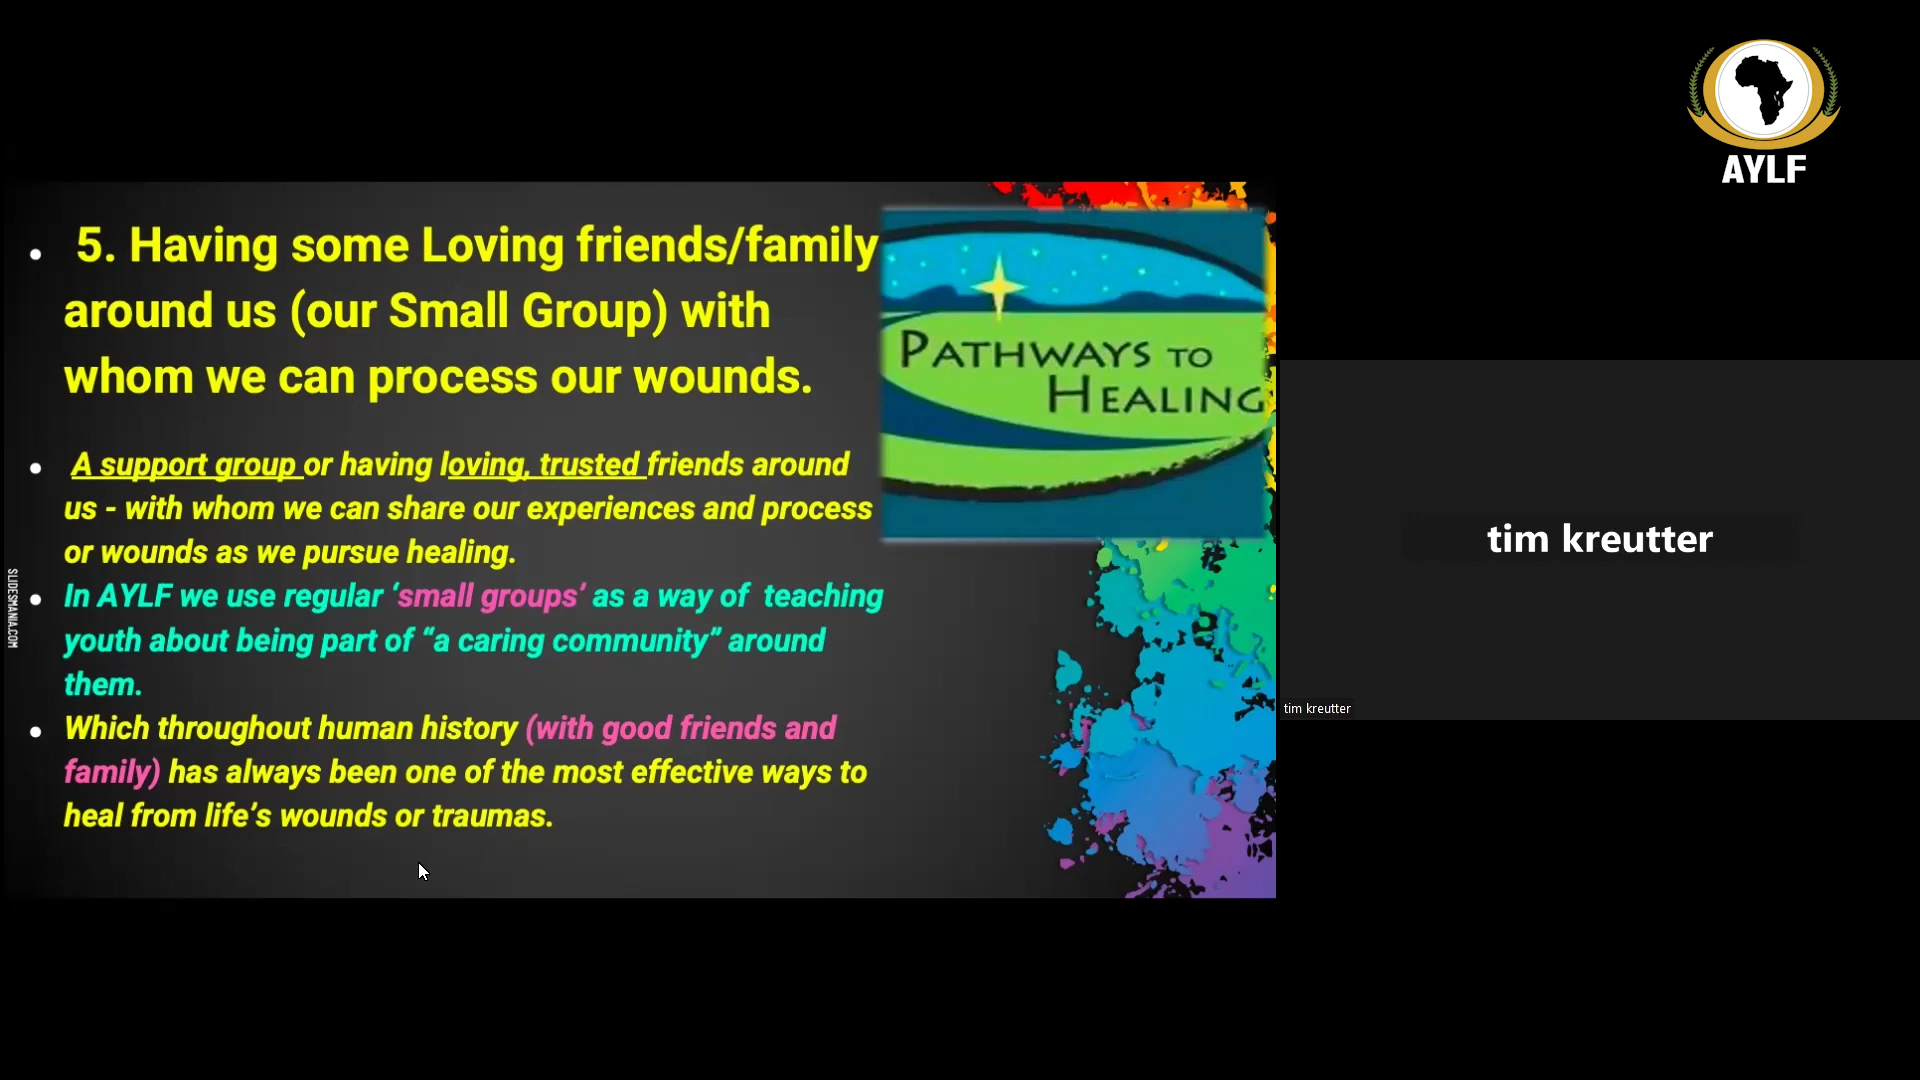 AYLF
5. Having some Loving friends/family
around us (our Small Group) with
whom we can process our wounds.
PATHWAYS TO
HEALING
A support group or having loving, trusted friends around
us - with whom we can share our experiences and process
or wounds as we pursue healing.
In AYLF we use regular ‘small groups’ as a way of teaching
youth about being part of “a caring community” around
them.
Which throughout human history (with good friends and
family) has always been one of the most effective ways to
heal from life’s wounds or traumas.
SLIDESMANIA.COM
tim kreutter
tim kreutter